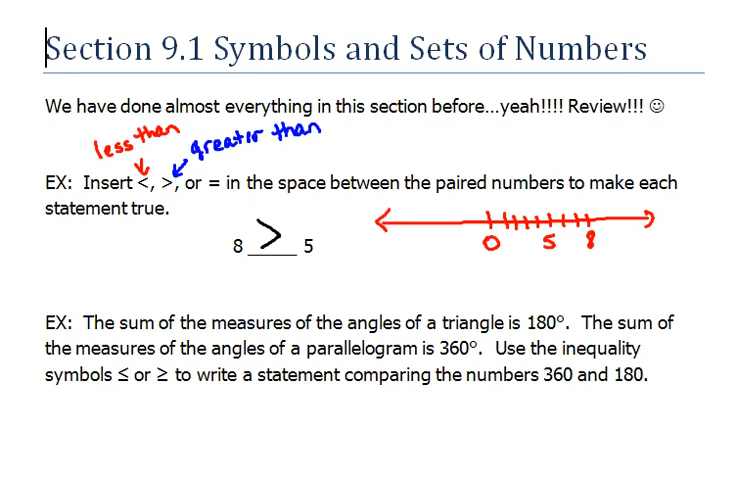 Section 9.1 Symbols and Sets of Numbers
We have done almost everything in this section before...yeah!!!! Review!!! ☺
less than
greater than
EX: Insert <, >, or = in the space between the paired numbers to make each
statement true.
8 > 5
0 5 8
EX: The sum of the measures of the angles of a triangle is 180°. The sum of
the measures of the angles of a parallelogram is 360°. Use the inequality
symbols ≤ or ≥ to write a statement comparing the numbers 360 and 180.